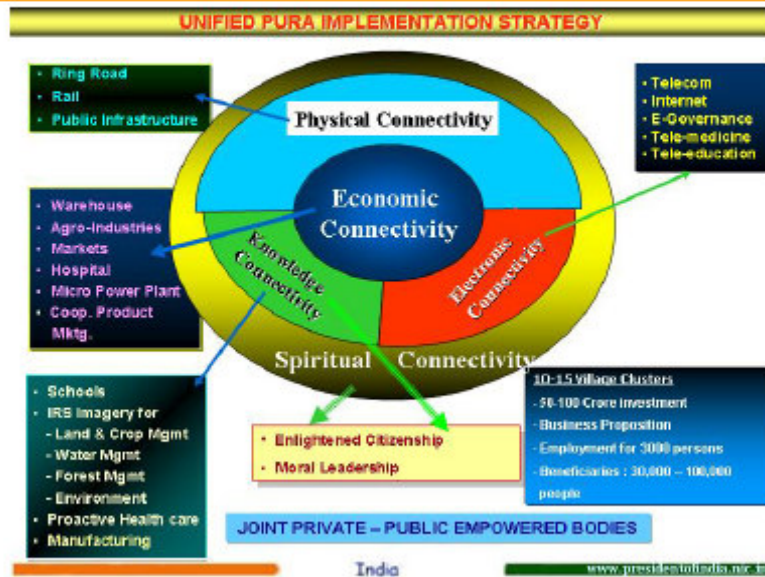 UNIFIED PURA IMPLEMENTATION STRATEGY
• Ring Road
• Rail
• Public Infrastructure
Physical Connectivity
• Telecom
• Internet
• E-Governance
• Tele-medicine
• Tele-education
Economic
Connectivity
• Warehouse
• Agro-Industries
• Markets
• Hospital
• Micro Power Plant
• Coop. Product
Mktg.
Knowledge
Connectivity
Electronic
Connectivity
Spiritual Connectivity
• Schools
• IRS Imagery for
- Land & Crop Mgmt
- Water Mgmt
- Forest Mgmt
- Environment
• Proactive Health care
• Manufacturing
• Enlightened Citizenship
• Moral Leadership
10-15 Village Clusters
- 50-100 Crore investment
- Business Proposition
- Employment for 3000 persons
- Beneficiaries : 30,000 – 100,000
people
JOINT PRIVATE – PUBLIC EMPOWERED BODIES
India
www.presidentofindia.nic.in